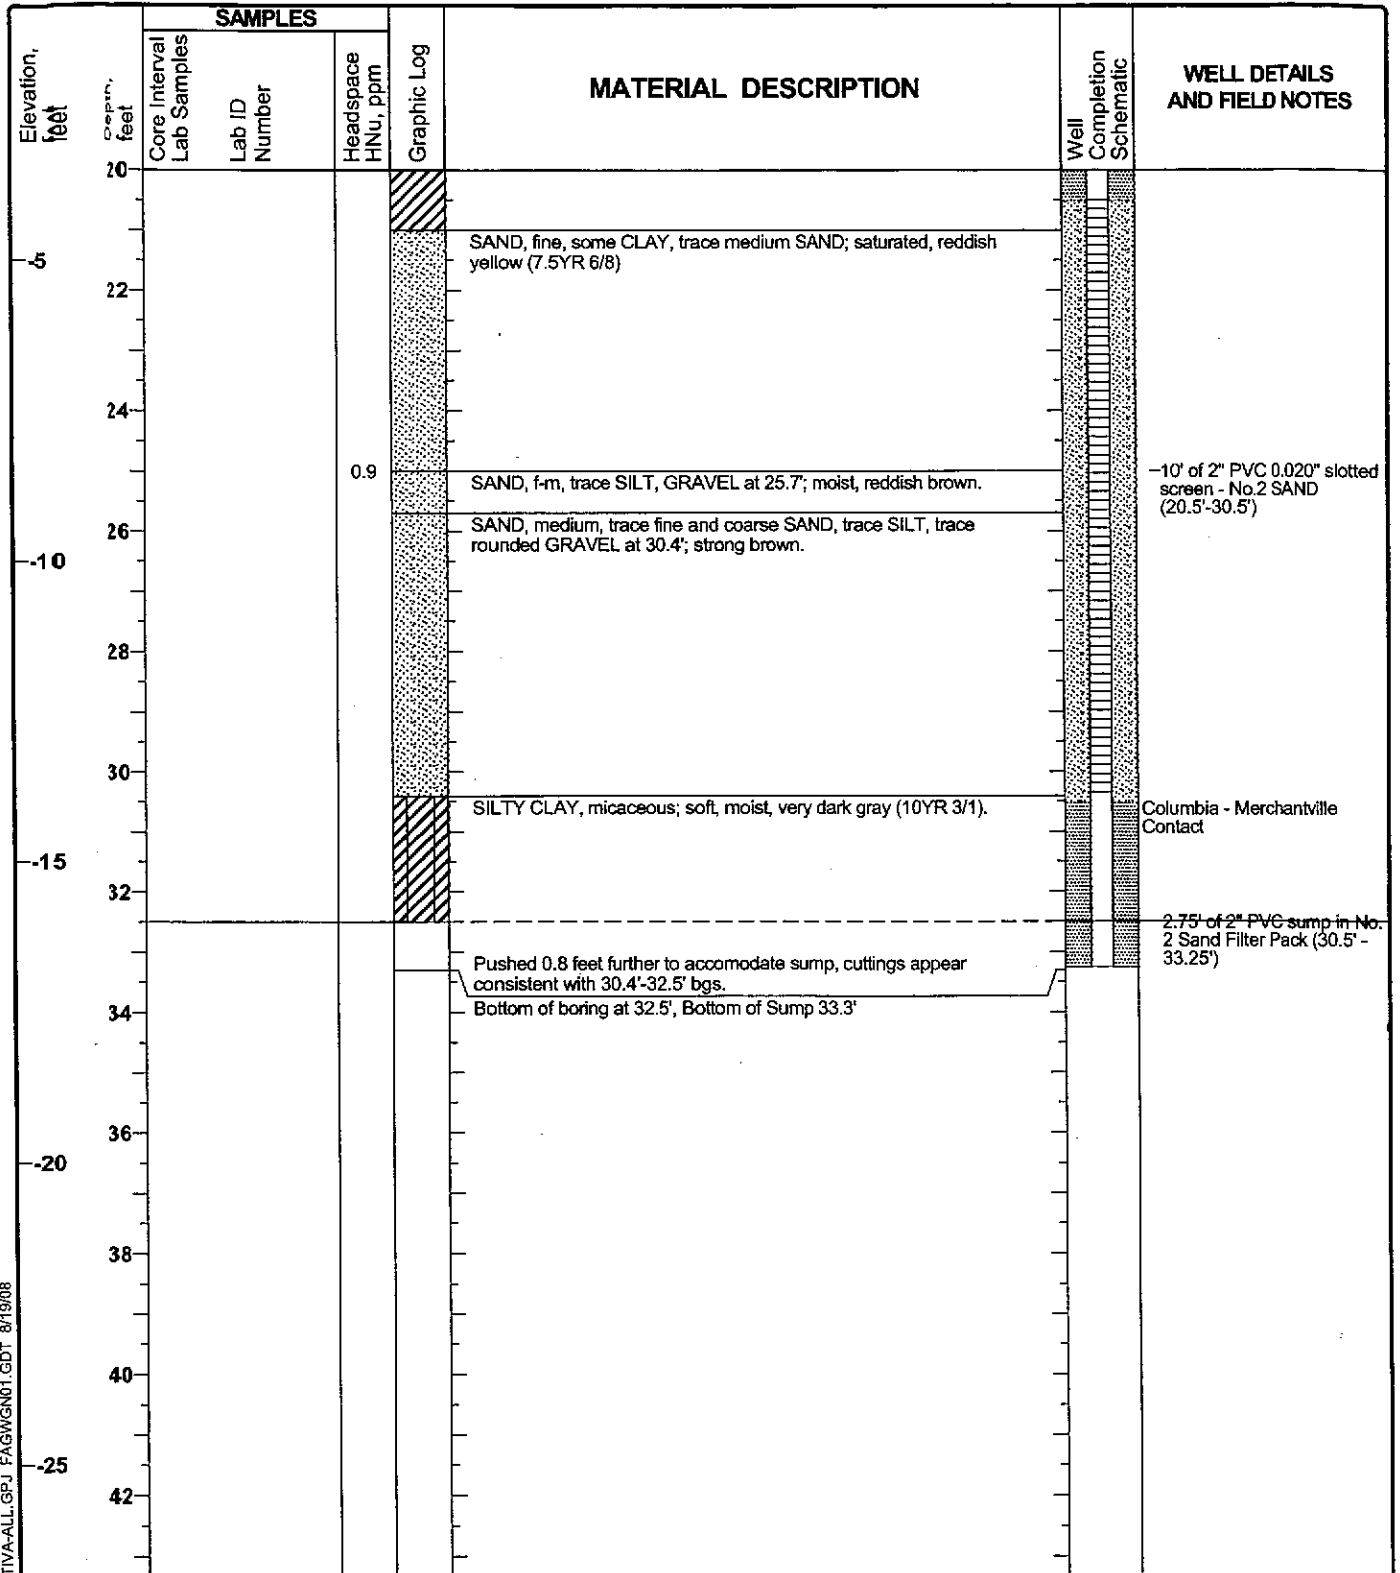 SAMPLES
Elevation,
feet
Depth,
feet
Core Interval
Lab Samples
Lab ID
Number
Headspace
HNu, ppm
Graphic Log
MATERIAL DESCRIPTION
Well
Completion
Schematic
WELL DETAILS
AND FIELD NOTES
20
SAND, fine, some CLAY, trace medium SAND; saturated, reddish
yellow (7.5YR 6/8)
-5
22
24
0.9
SAND, f-m, trace SILT, GRAVEL at 25.7'; moist, reddish brown.
10' of 2" PVC 0.020" slotted
screen - No.2 SAND
(20.5'-30.5')
SAND, medium, trace fine and coarse SAND, trace SILT, trace
rounded GRAVEL at 30.4'; strong brown.
26
-10
28
30
SILTY CLAY, micaceous; soft, moist, very dark gray (10YR 3/1).
Columbia - Merchantville
Contact
-15
32
2.75' of 2" PVC sump in No.
2 Sand Filter Pack (30.5' -
33.25')
Pushed 0.8 feet further to accomodate sump, cuttings appear
consistent with 30.4'-32.5' bgs.
Bottom of boring at 32.5', Bottom of Sump 33.3'
34
36
-20
38
40
-25
42
TIVA-ALL.GPJ FAGWGN01.GDT 8/19/08